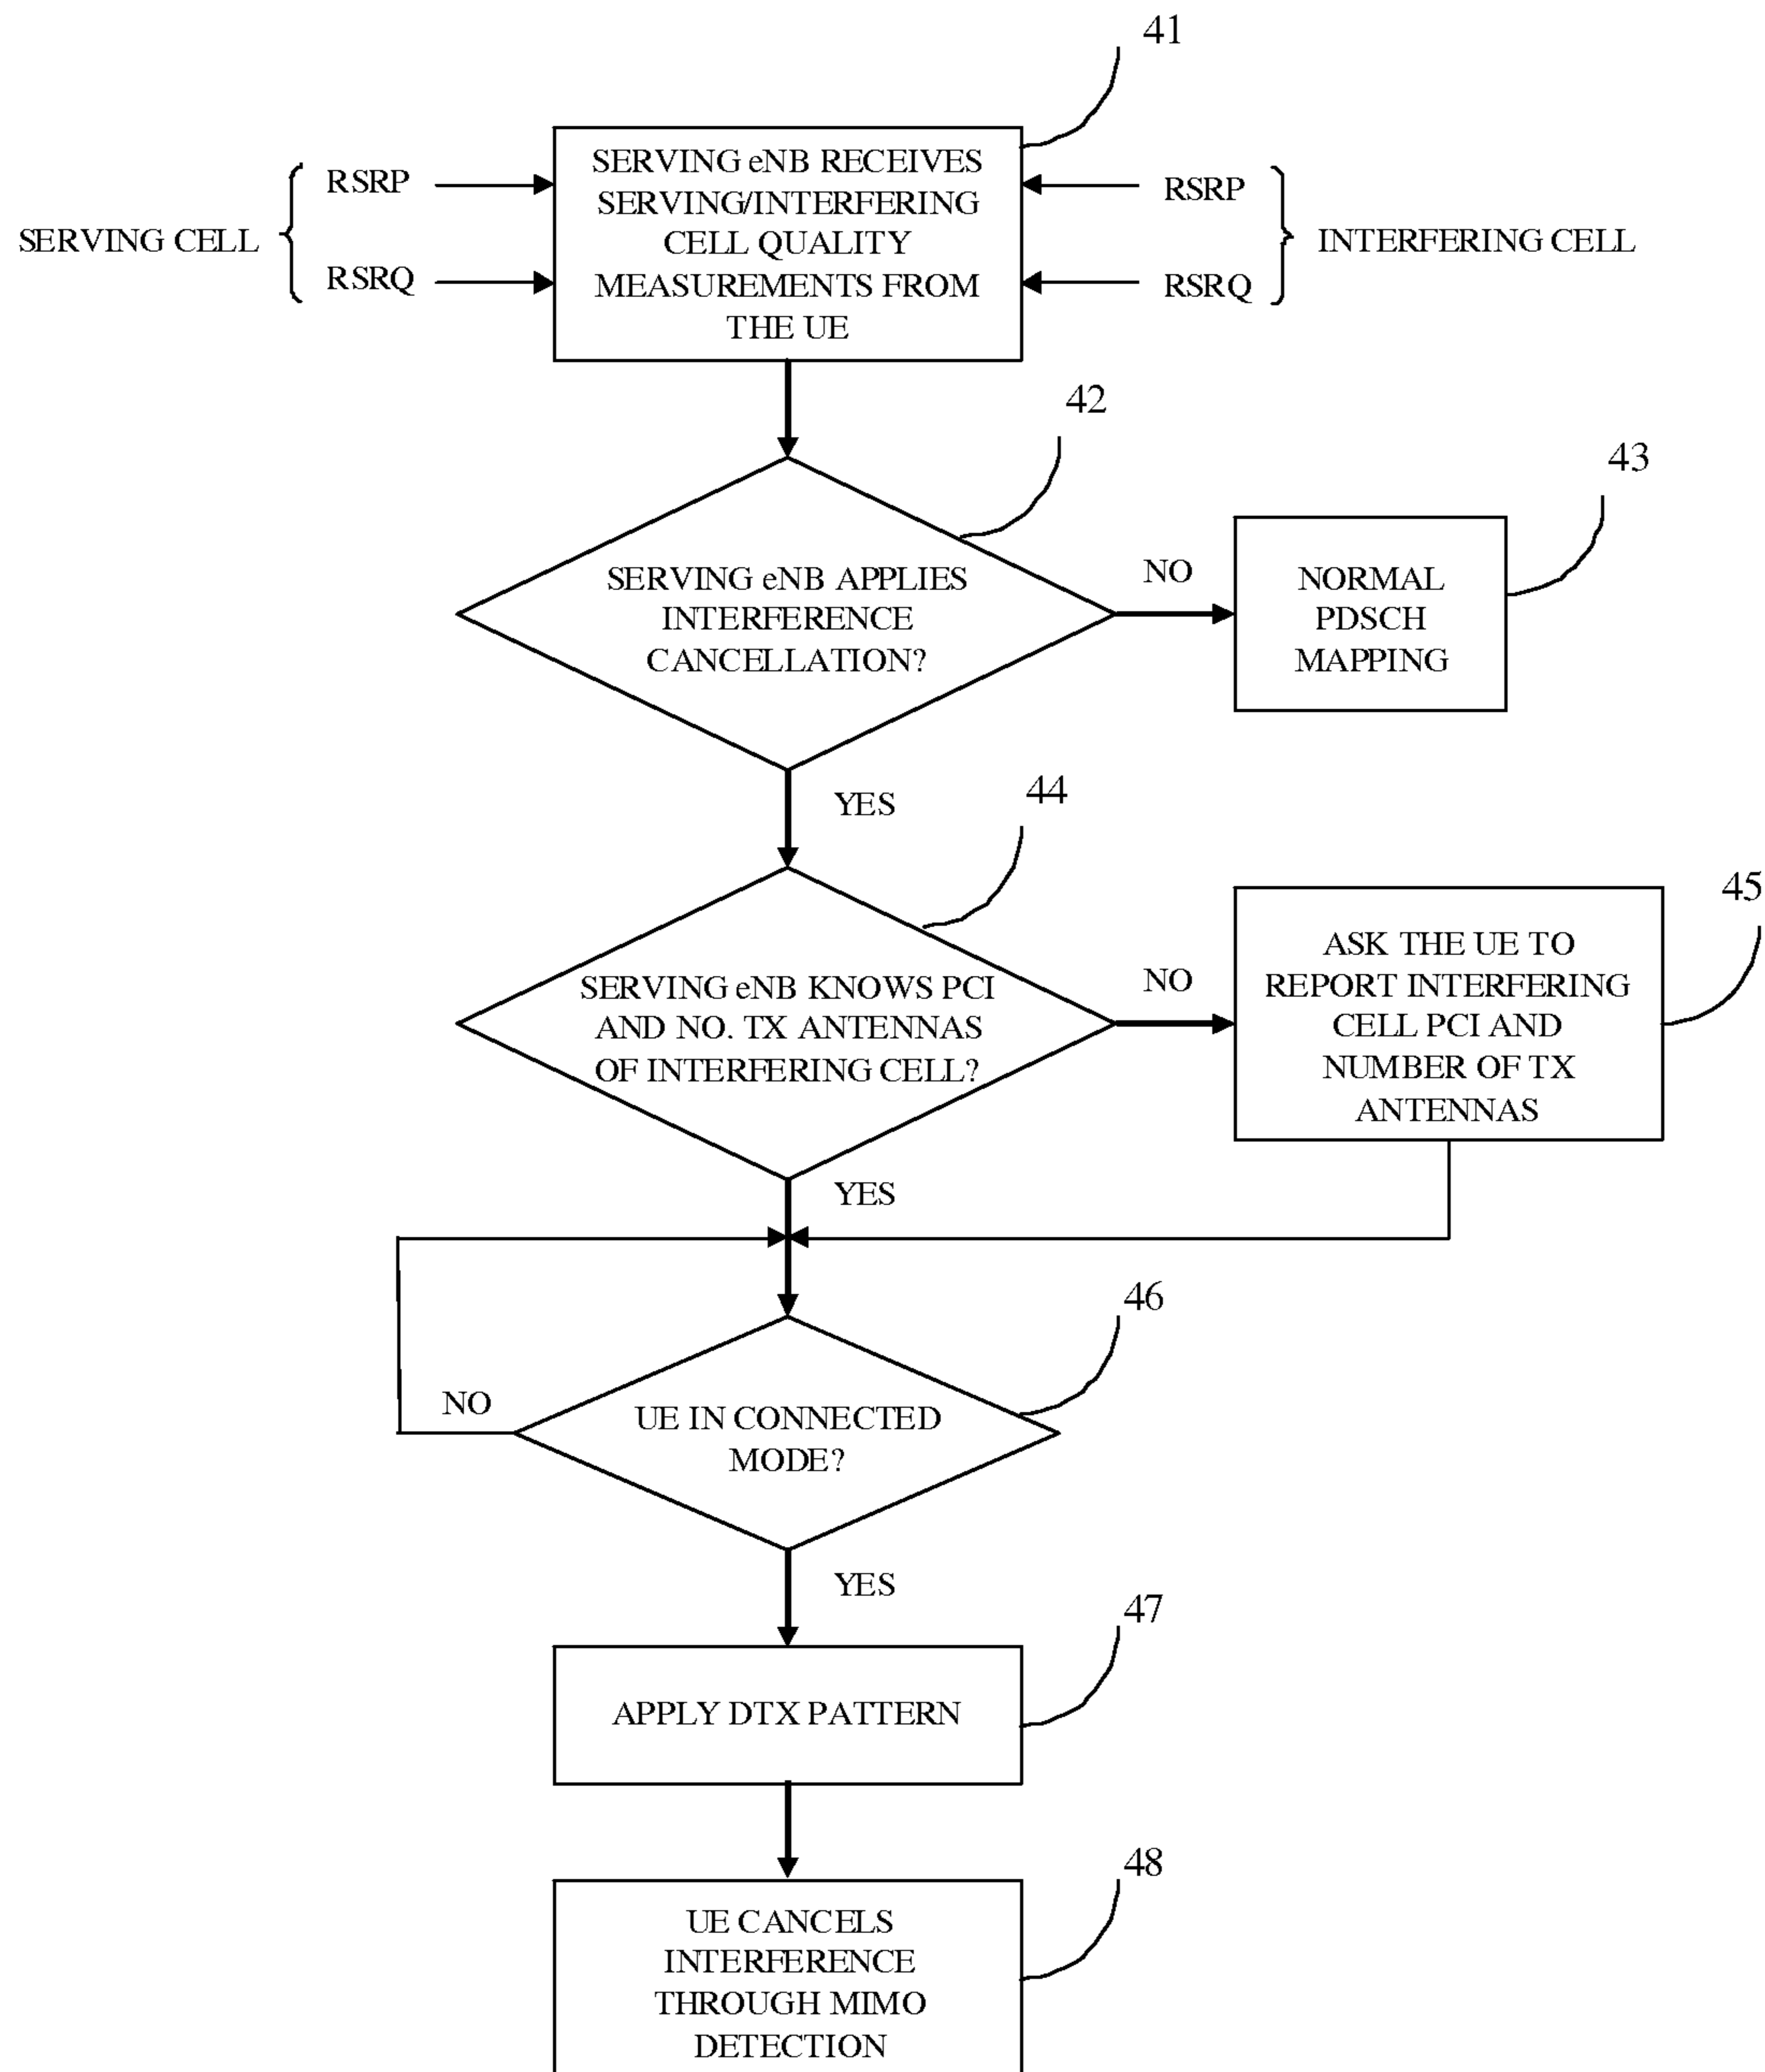 41
SERVING CELL
RSRP
RSRQ
SERVING eNB RECEIVES
SERVING/INTERFERING
CELL QUALITY
MEASUREMENTS FROM
THE UE
RSRP
RSRQ
INTERFERING CELL
42
SERVING eNB APPLIES
INTERFERENCE
CANCELLATION?
NO
43
NORMAL
PDSCH
MAPPING
YES
44
SERVING eNB KNOWS PCI
AND NO. TX ANTENNAS
OF INTERFERING CELL?
NO
45
ASK THE UE TO
REPORT INTERFERING
CELL PCI AND
NUMBER OF TX
ANTENNAS
YES
46
NO
UE IN CONNECTED
MODE?
YES
47
APPLY DTX PATTERN
48
UE CANCELS
INTERFERENCE
THROUGH MIMO
DETECTION